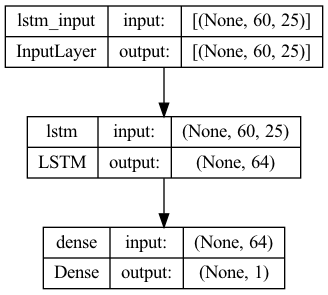 lstm_input input: [(None, 60, 25)]
InputLayer output: [(None, 60, 25)]
lstm input: (None, 60, 25)
LSTM output: (None, 64)
dense input: (None, 64)
Dense output: (None, 1)